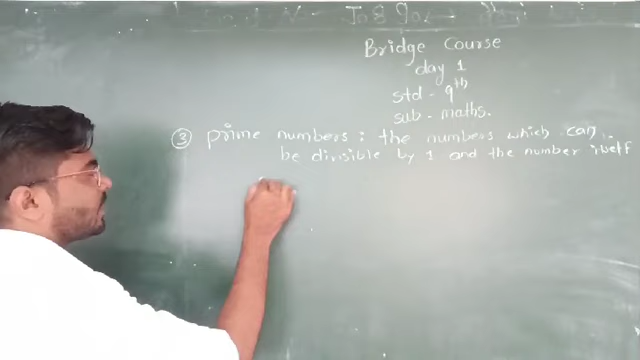 Bridge Course
day 1
std - 9th
sub - maths.
③ prime numbers : the numbers which can
be divisible by 1 and the number itself